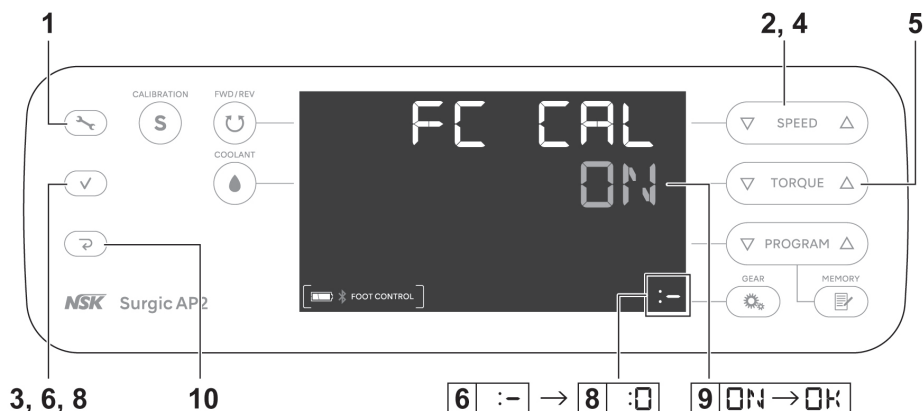 1
2, 4
5
CALIBRATION
FWD/REV
S
FC CAL
SPEED
COOLANT
ON
TORQUE
PROGRAM
GEAR
MEMORY
NSK Surgic AP2
FOOT CONTROL
:-
3, 6, 8
10
6 :- → 8 :0
9 ON → OK